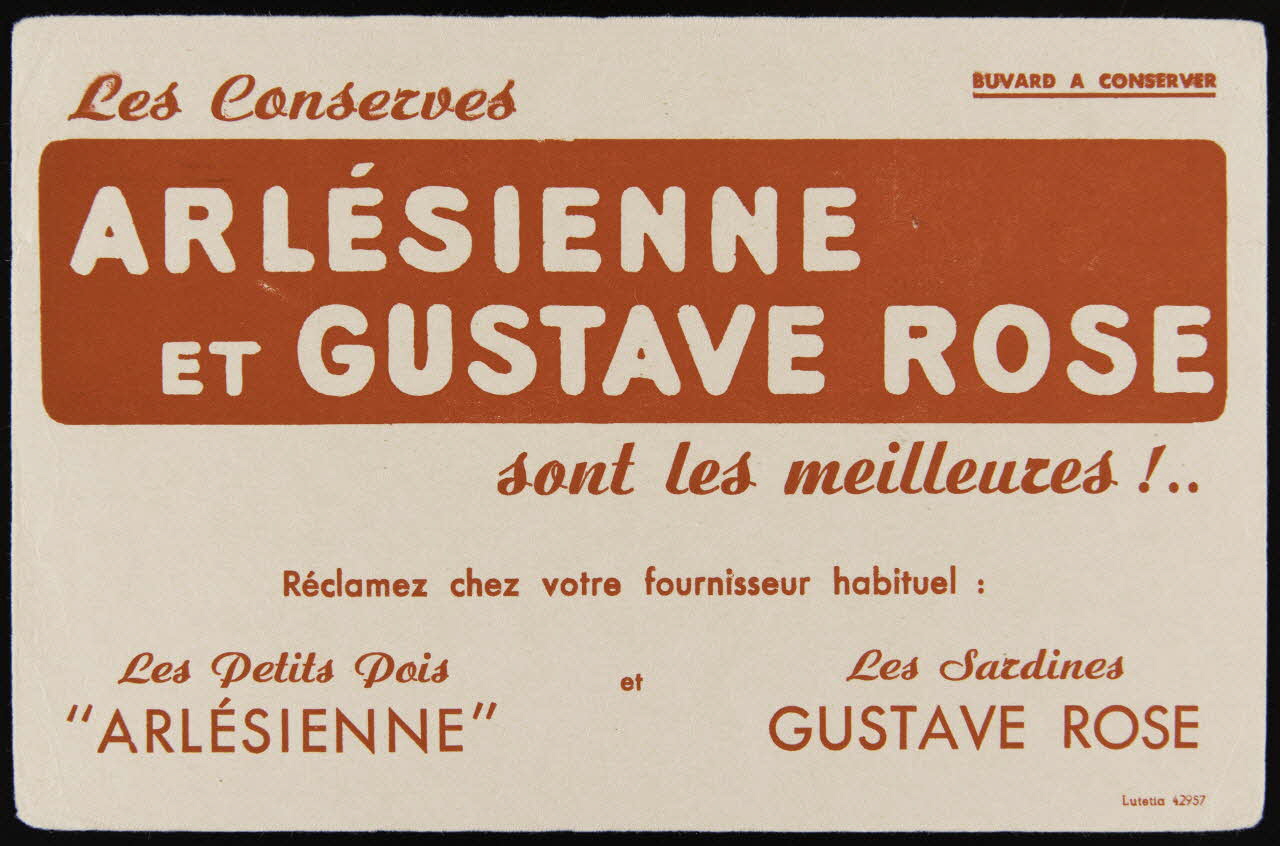 Les Conserves
BUVARD A CONSERVER
ARLÉSIENNE
ET GUSTAVE ROSE
sont les meilleures !..
Réclamez chez votre fournisseur habituel :
Les Petits Pois
"ARLÉSIENNE"
et
Les Sardines
GUSTAVE ROSE
Lutetia 42957